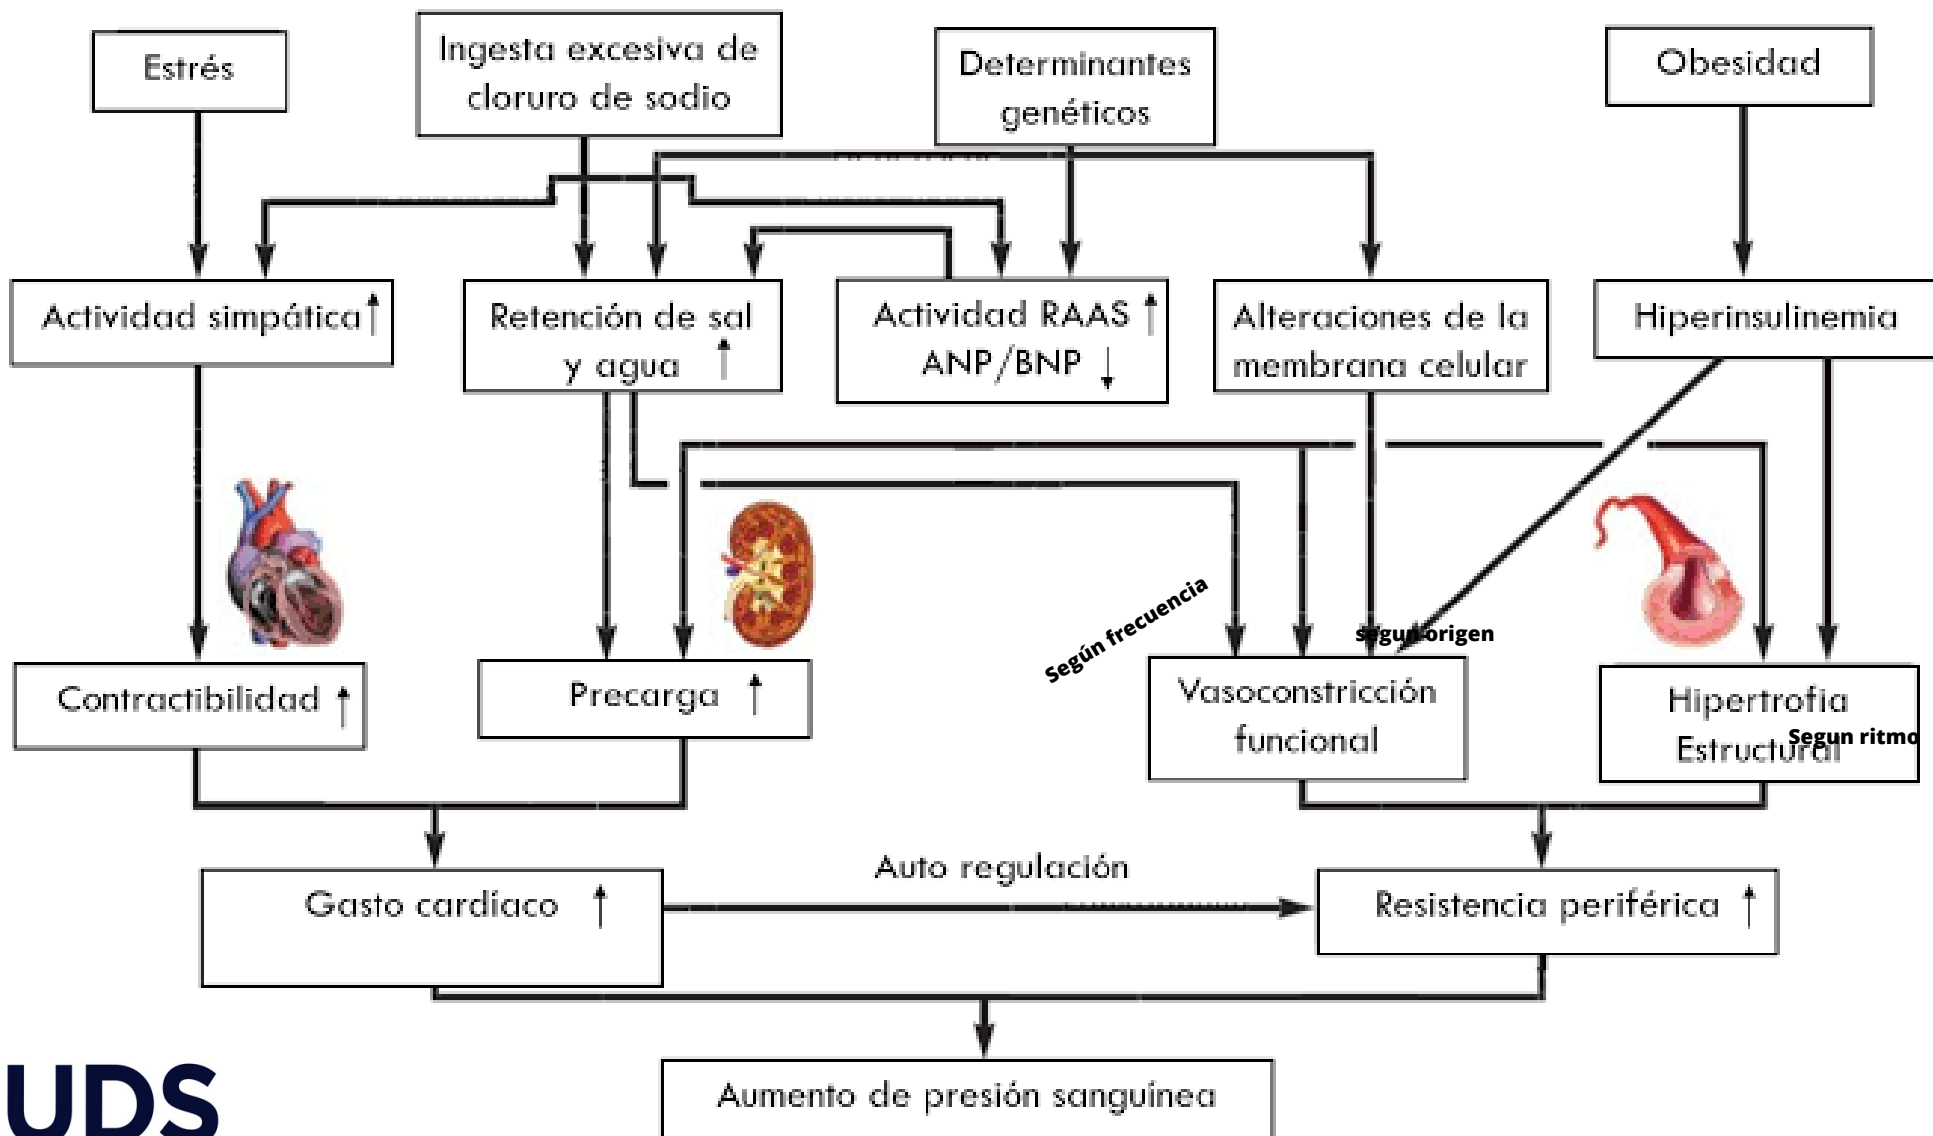 Estrés
Ingesta excesiva de
cloruro de sodio
Determinantes
genéticos
Obesidad
Actividad simpática ↑
Retención de sal
y agua ↑
Actividad RAAS ↑
ANP/BNP ↓
Alteraciones de la
membrana celular
Hiperinsulinemia
Según frecuencia
segun origen
Contractibilidad ↑
Precarga ↑
Vasoconstricción
funcional
Hipertrofia
Estructural
Segun ritmo
Auto regulación
Gasto cardíaco ↑
Resistencia periférica ↑
Aumento de presión sanguínea
UDS